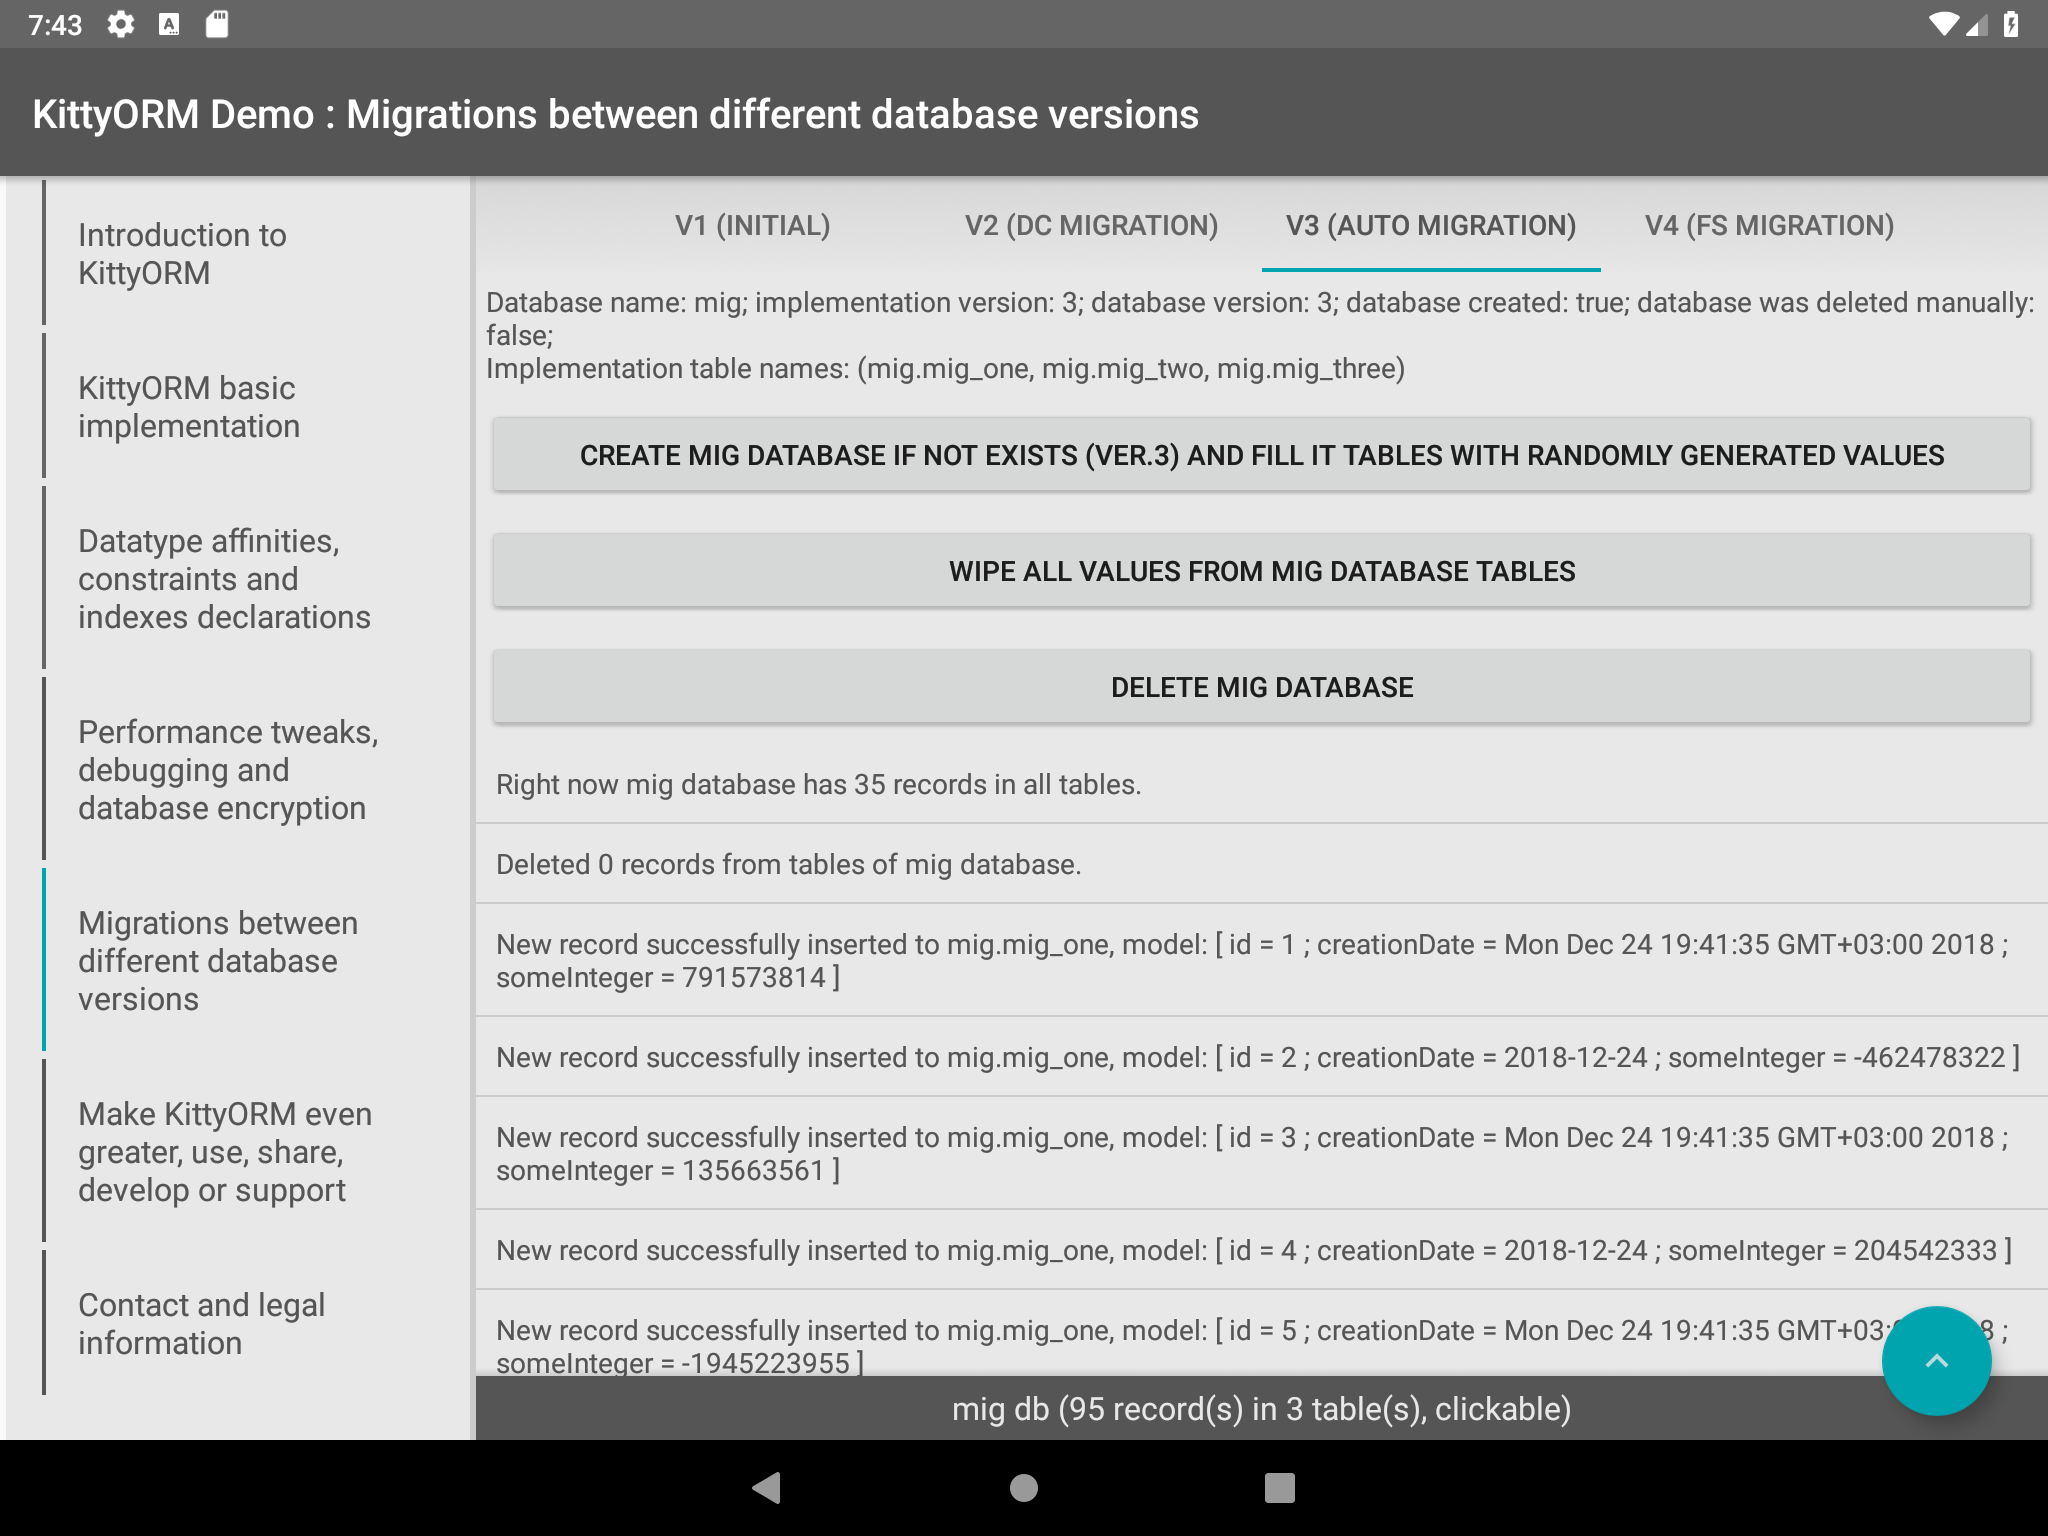 7:43
KittyORM Demo : Migrations between different database versions
Introduction to
KittyORM
KittyORM basic
implementation
Datatype affinities,
constraints and
indexes declarations
Performance tweaks,
debugging and
database encryption
Migrations between
different database
versions
Make KittyORM even
greater, use, share,
develop or support
Contact and legal
information
V1 (INITIAL)
V2 (DC MIGRATION)
V3 (AUTO MIGRATION)
V4 (FS MIGRATION)
Database name: mig; implementation version: 3; database version: 3; database created: true; database was deleted manually:
false;
Implementation table names: (mig.mig_one, mig.mig_two, mig.mig_three)
CREATE MIG DATABASE IF NOT EXISTS (VER.3) AND FILL IT TABLES WITH RANDOMLY GENERATED VALUES
WIPE ALL VALUES FROM MIG DATABASE TABLES
DELETE MIG DATABASE
Right now mig database has 35 records in all tables.
Deleted 0 records from tables of mig database.
New record successfully inserted to mig.mig_one, model: [ id = 1 ; creationDate = Mon Dec 24 19:41:35 GMT+03:00 2018 ;
someInteger = 791573814 ]
New record successfully inserted to mig.mig_one, model: [ id = 2 ; creationDate = 2018-12-24 ; someInteger = -462478322 ]
New record successfully inserted to mig.mig_one, model: [ id = 3 ; creationDate = Mon Dec 24 19:41:35 GMT+03:00 2018 ;
someInteger = 135663561 ]
New record successfully inserted to mig.mig_one, model: [ id = 4 ; creationDate = 2018-12-24 ; someInteger = 204542333 ]
New record successfully inserted to mig.mig_one, model: [ id = 5 ; creationDate = Mon Dec 24 19:41:35 ;
someInteger = -1945223955 ]
mig db (95 record(s) in 3 table(s), clickable)